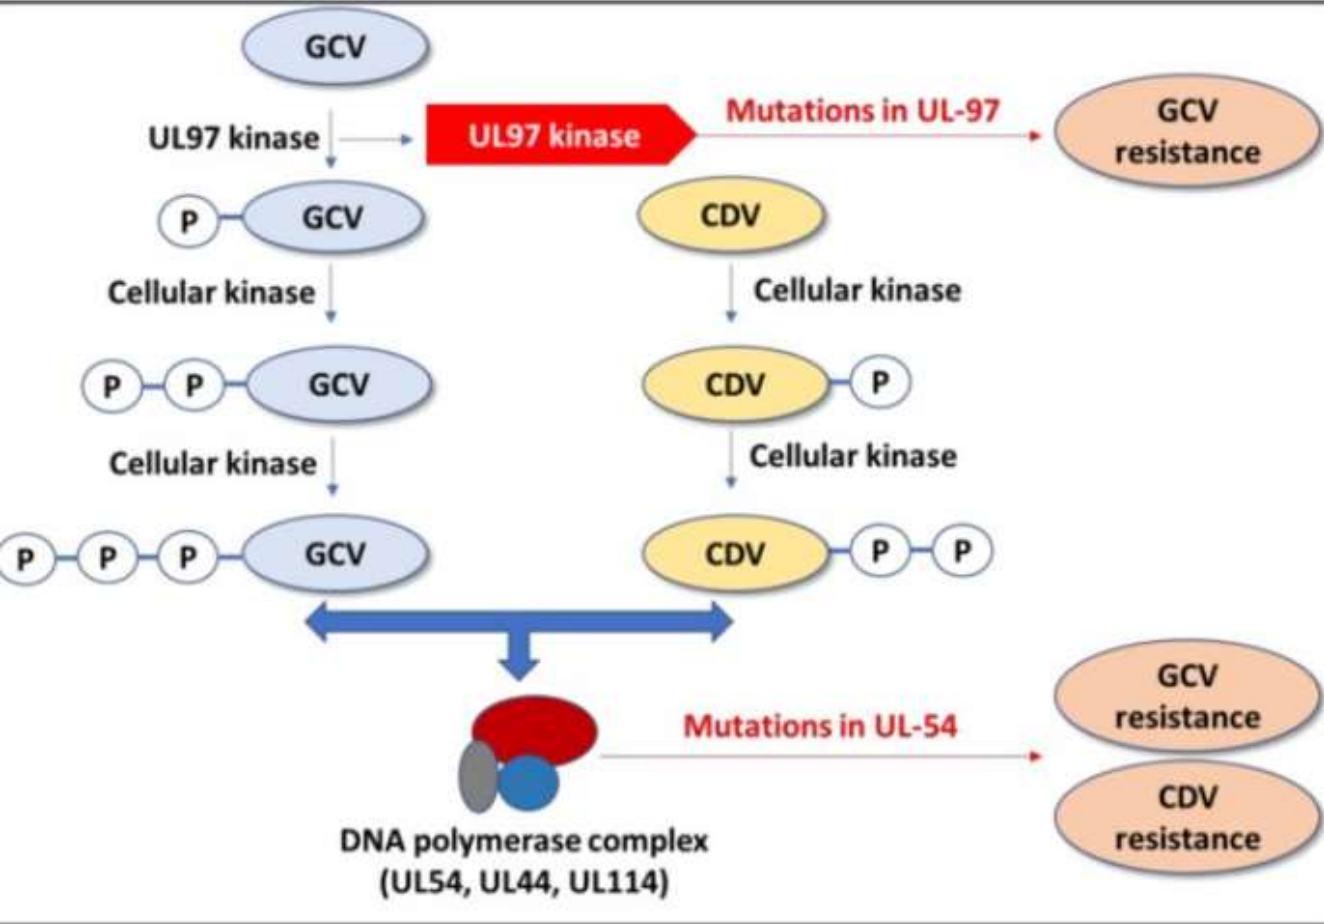 GCV
UL97 kinase
UL97 kinase
Mutations in UL-97
GCV
resistance
P
GCV
CDV
Cellular kinase
Cellular kinase
P
P
GCV
CDV
P
Cellular kinase
Cellular kinase
P
P
P
GCV
CDV
P
P
Mutations in UL-54
GCV
resistance
CDV
resistance
DNA polymerase complex
(UL54, UL44, UL114)